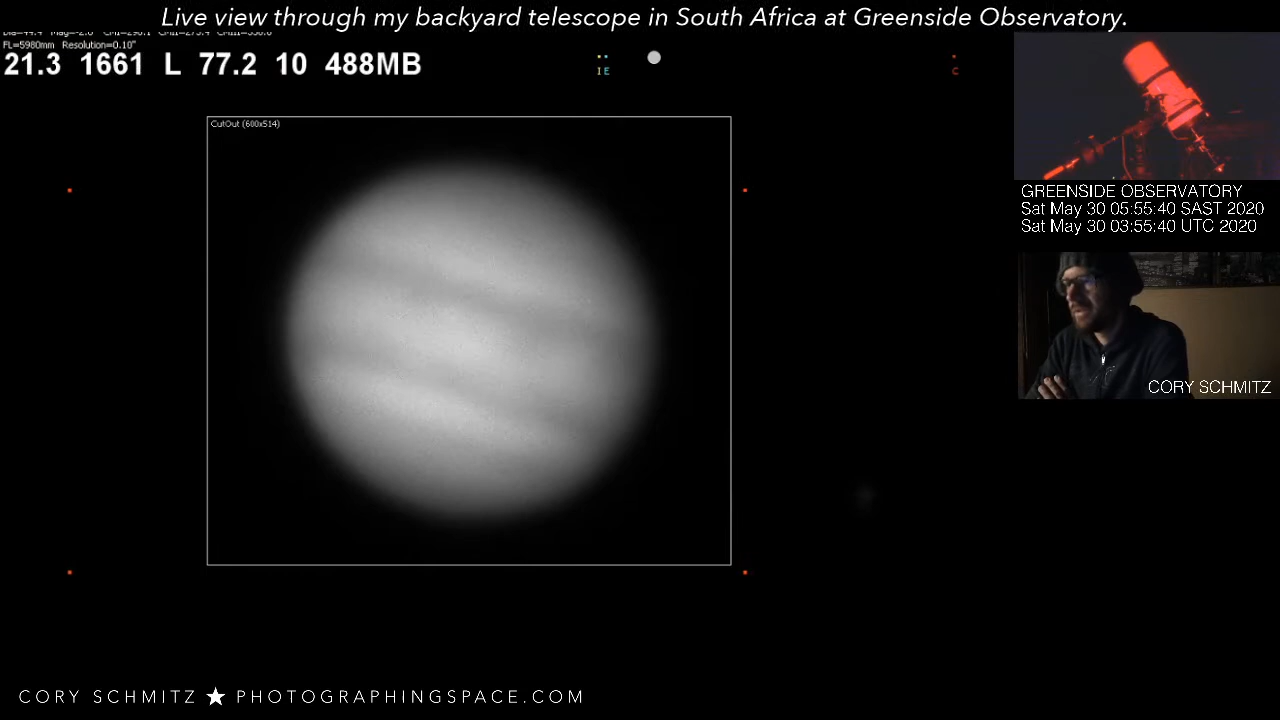 Live view through my backyard telescope in South Africa at Greenside Observatory.
FL=5980mm Resolution=0.10"
21.3 1661 L 77.2 10 488MB
I E
C
CutOut (600x514)
GREENSIDE OBSERVATORY
Sat May 30 05:55:40 SAST 2020
Sat May 30 03:55:40 UTC 2020
CORY SCHMITZ
CORY SCHMITZ ★ PHOTOGRAPHINGSPACE.COM